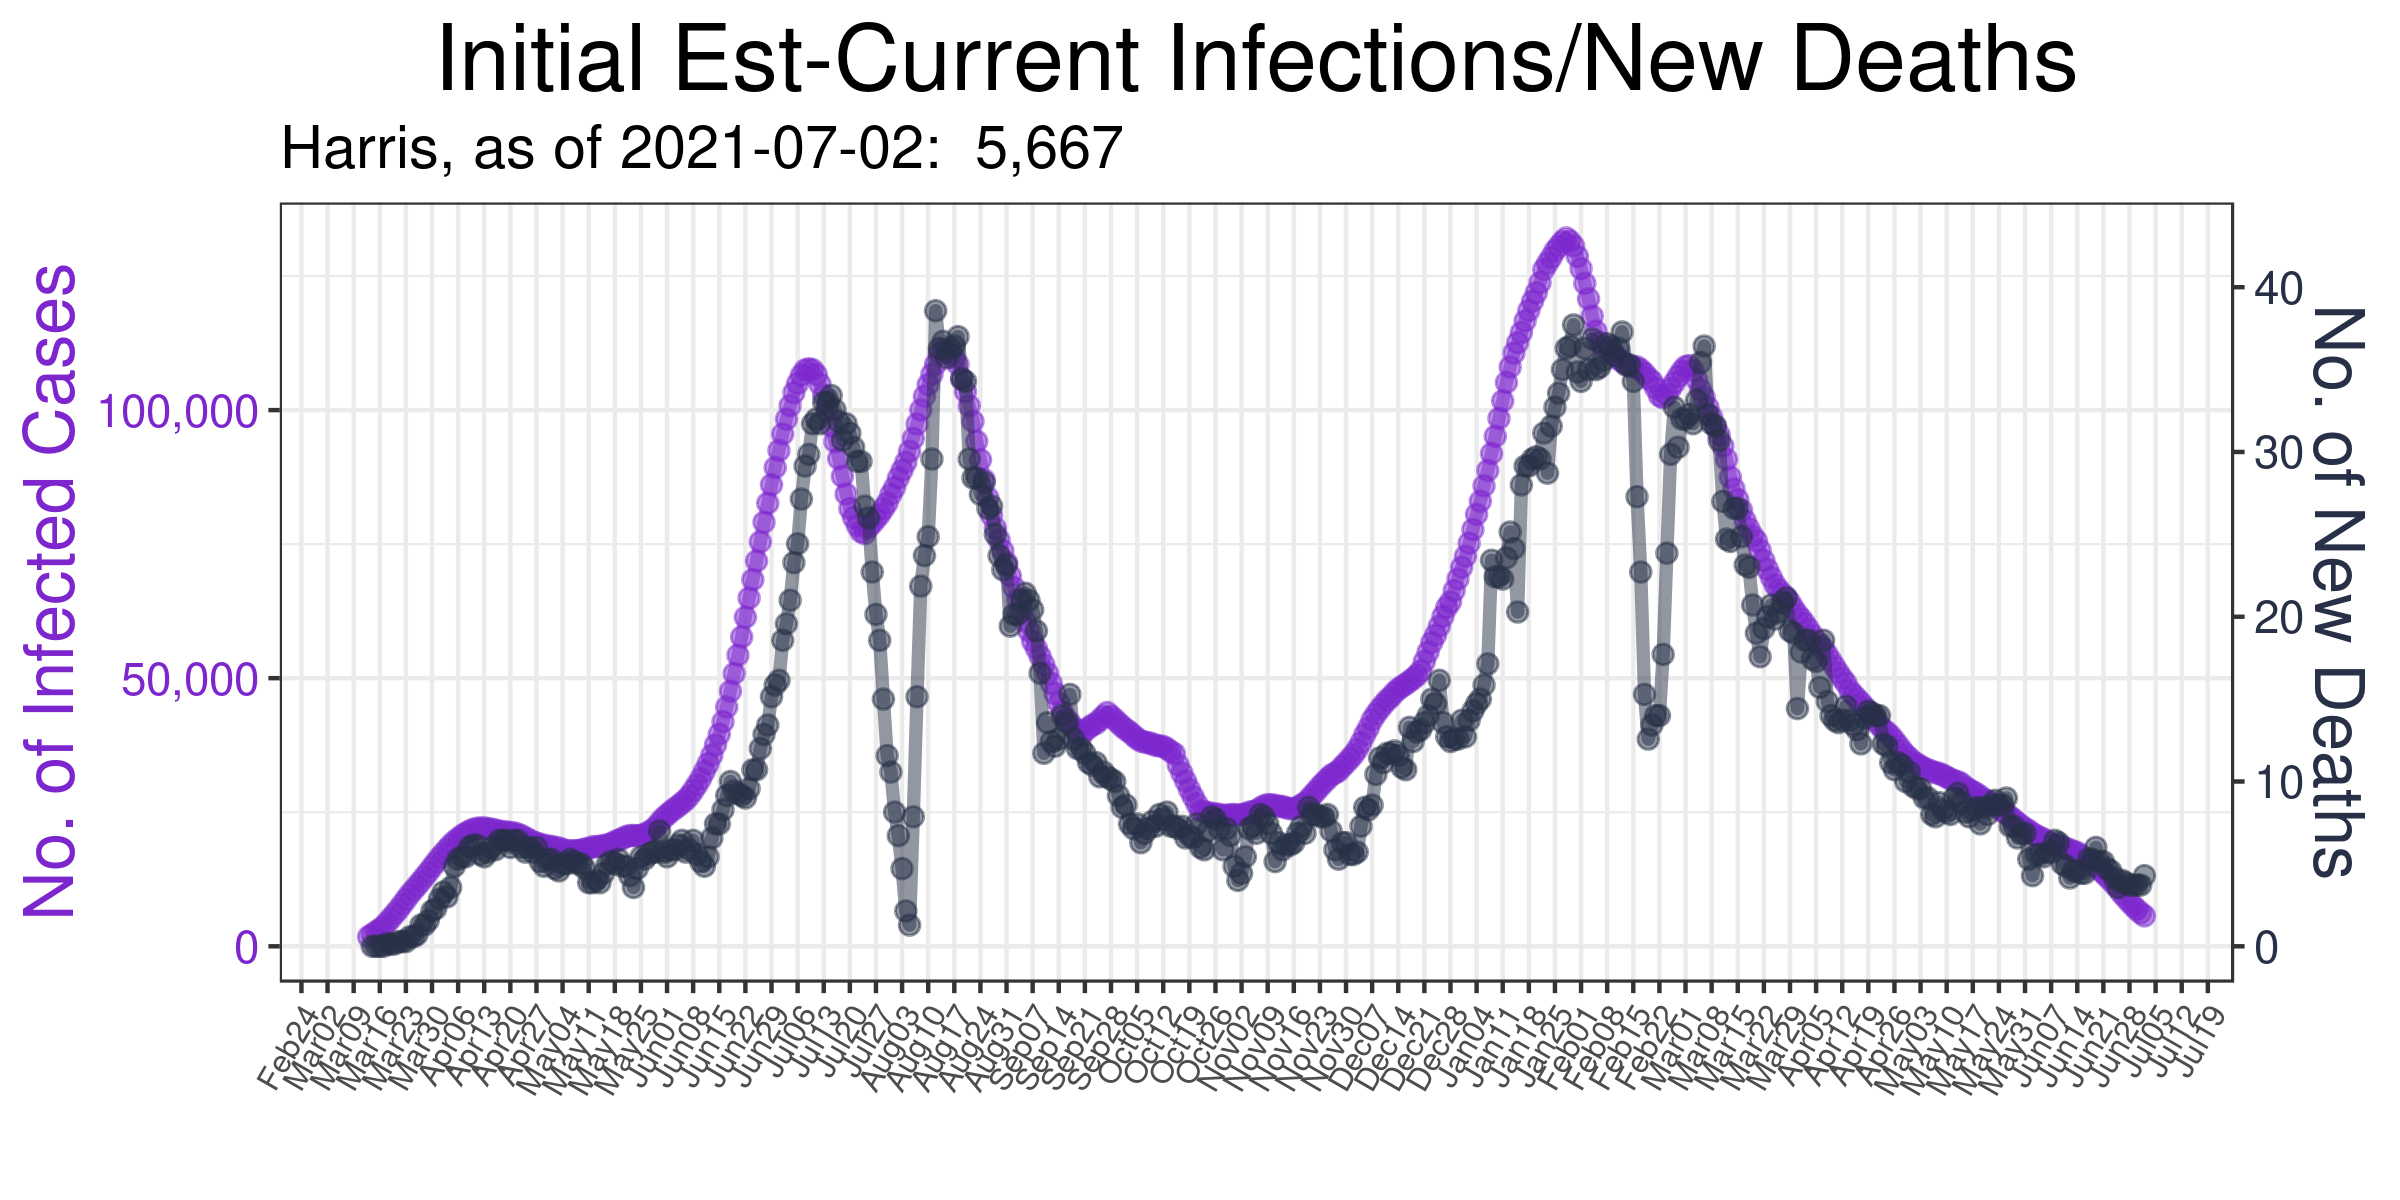 Initial Est-Current Infections/New Deaths
Harris, as of 2021-07-02:  5,667
No. of Infected Cases
100,000
50,000
0
40
30
20
10
0
No. of New Deaths
Feb24
Mar02
Mar09
Mar16
Mar23
Mar30
Apr06
Apr13
Apr20
Apr27
May04
May11
May18
May25
Jun01
Jun08
Jun15
Jun22
Jun29
Jul06
Jul13
Jul20
Jul27
Aug03
Aug10
Aug17
Aug24
Aug31
Sep07
Sep14
Sep21
Sep28
Oct05
Oct12
Oct19
Oct26
Nov02
Nov09
Nov16
Nov23
Nov30
Dec07
Dec14
Dec21
Dec28
Jan04
Jan11
Jan18
Jan25
Feb01
Feb08
Feb15
Feb22
Mar01
Mar08
Mar15
Mar22
Mar29
Apr05
Apr12
Apr19
Apr26
May03
May10
May17
May24
May31
Jun07
Jun14
Jun21
Jun28
Jul05
Jul12
Jul19